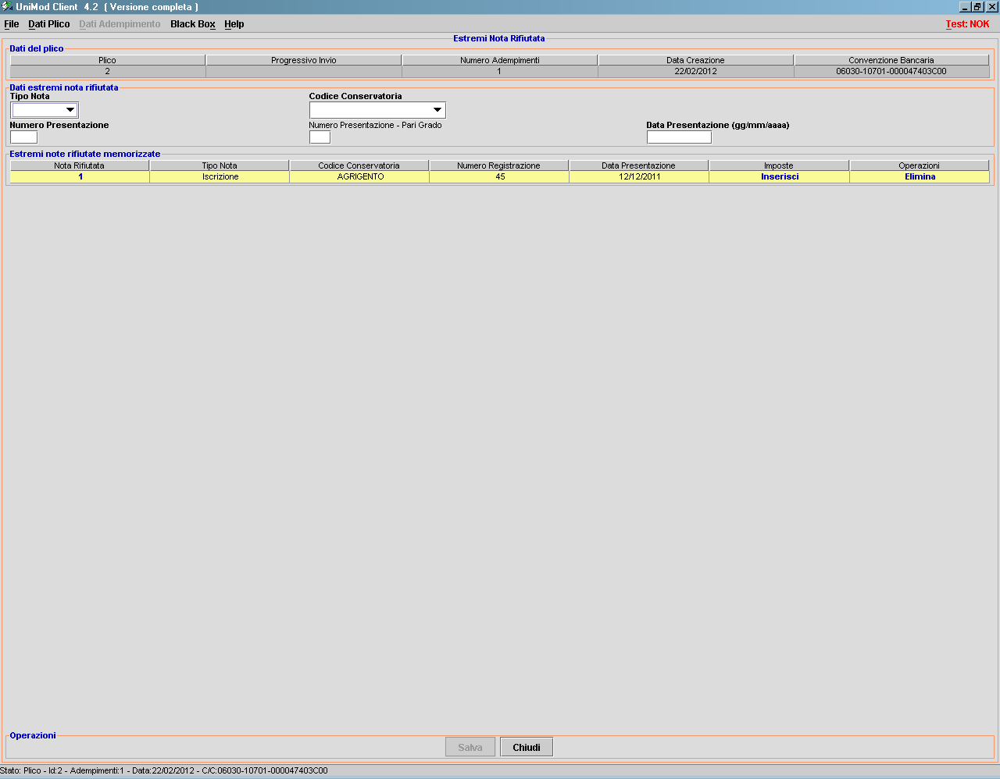 UniMod Client 4.2 ( Versione completa )
File Dati Plico Dati Adempimento Black Box Help Test: NOK
Estremi Nota Rifiutata
Dati del plico
Plico Progressivo Invio Numero Adempimenti Data Creazione Convenzione Bancaria
2 1 22/02/2012 06030-10701-000047403C00
Dati estremi nota rifiutata
Tipo Nota Codice Conservatoria
Numero Presentazione Numero Presentazione - Pari Grado Data Presentazione (gg/mm/aaaa)
Estremi note rifiutate memorizzate
Nota Rifiutata Tipo Nota Codice Conservatoria Numero Registrazione Data Presentazione Imposte Operazioni
1 Iscrizione AGRIGENTO 45 12/12/2011 Inserisci Elimina
Operazioni
Salva Chiudi
Stato: Plico - Id:2 - Adempimenti:1 - Data:22/02/2012 - C/C:06030-10701-000047403C00